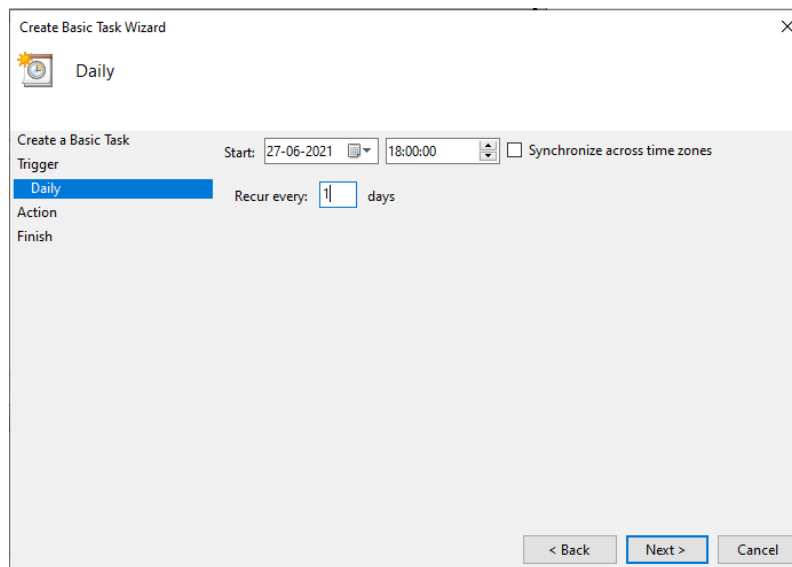 Create Basic Task Wizard
Daily
Create a Basic Task
Trigger
Daily
Action
Finish
Start: 27-06-2021 18:00:00 Synchronize across time zones
Recur every: 1 days
< Back Next > Cancel